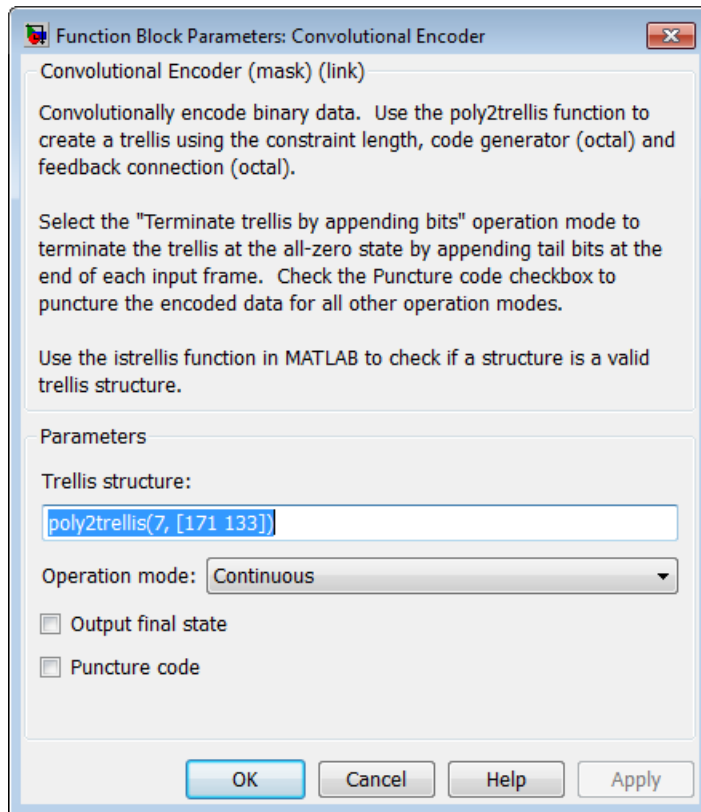 Function Block Parameters: Convolutional Encoder
Convolutional Encoder (mask) (link)
Convolutionally encode binary data.  Use the poly2trellis function to
create a trellis using the constraint length, code generator (octal) and
feedback connection (octal).
Select the "Terminate trellis by appending bits" operation mode to
terminate the trellis at the all-zero state by appending tail bits at the
end of each input frame.  Check the Puncture code checkbox to
puncture the encoded data for all other operation modes.
Use the istrellis function in MATLAB to check if a structure is a valid
trellis structure.
Parameters
Trellis structure:
poly2trellis(7, [171 133])
Operation mode: Continuous
Output final state
Puncture code
OK Cancel Help Apply